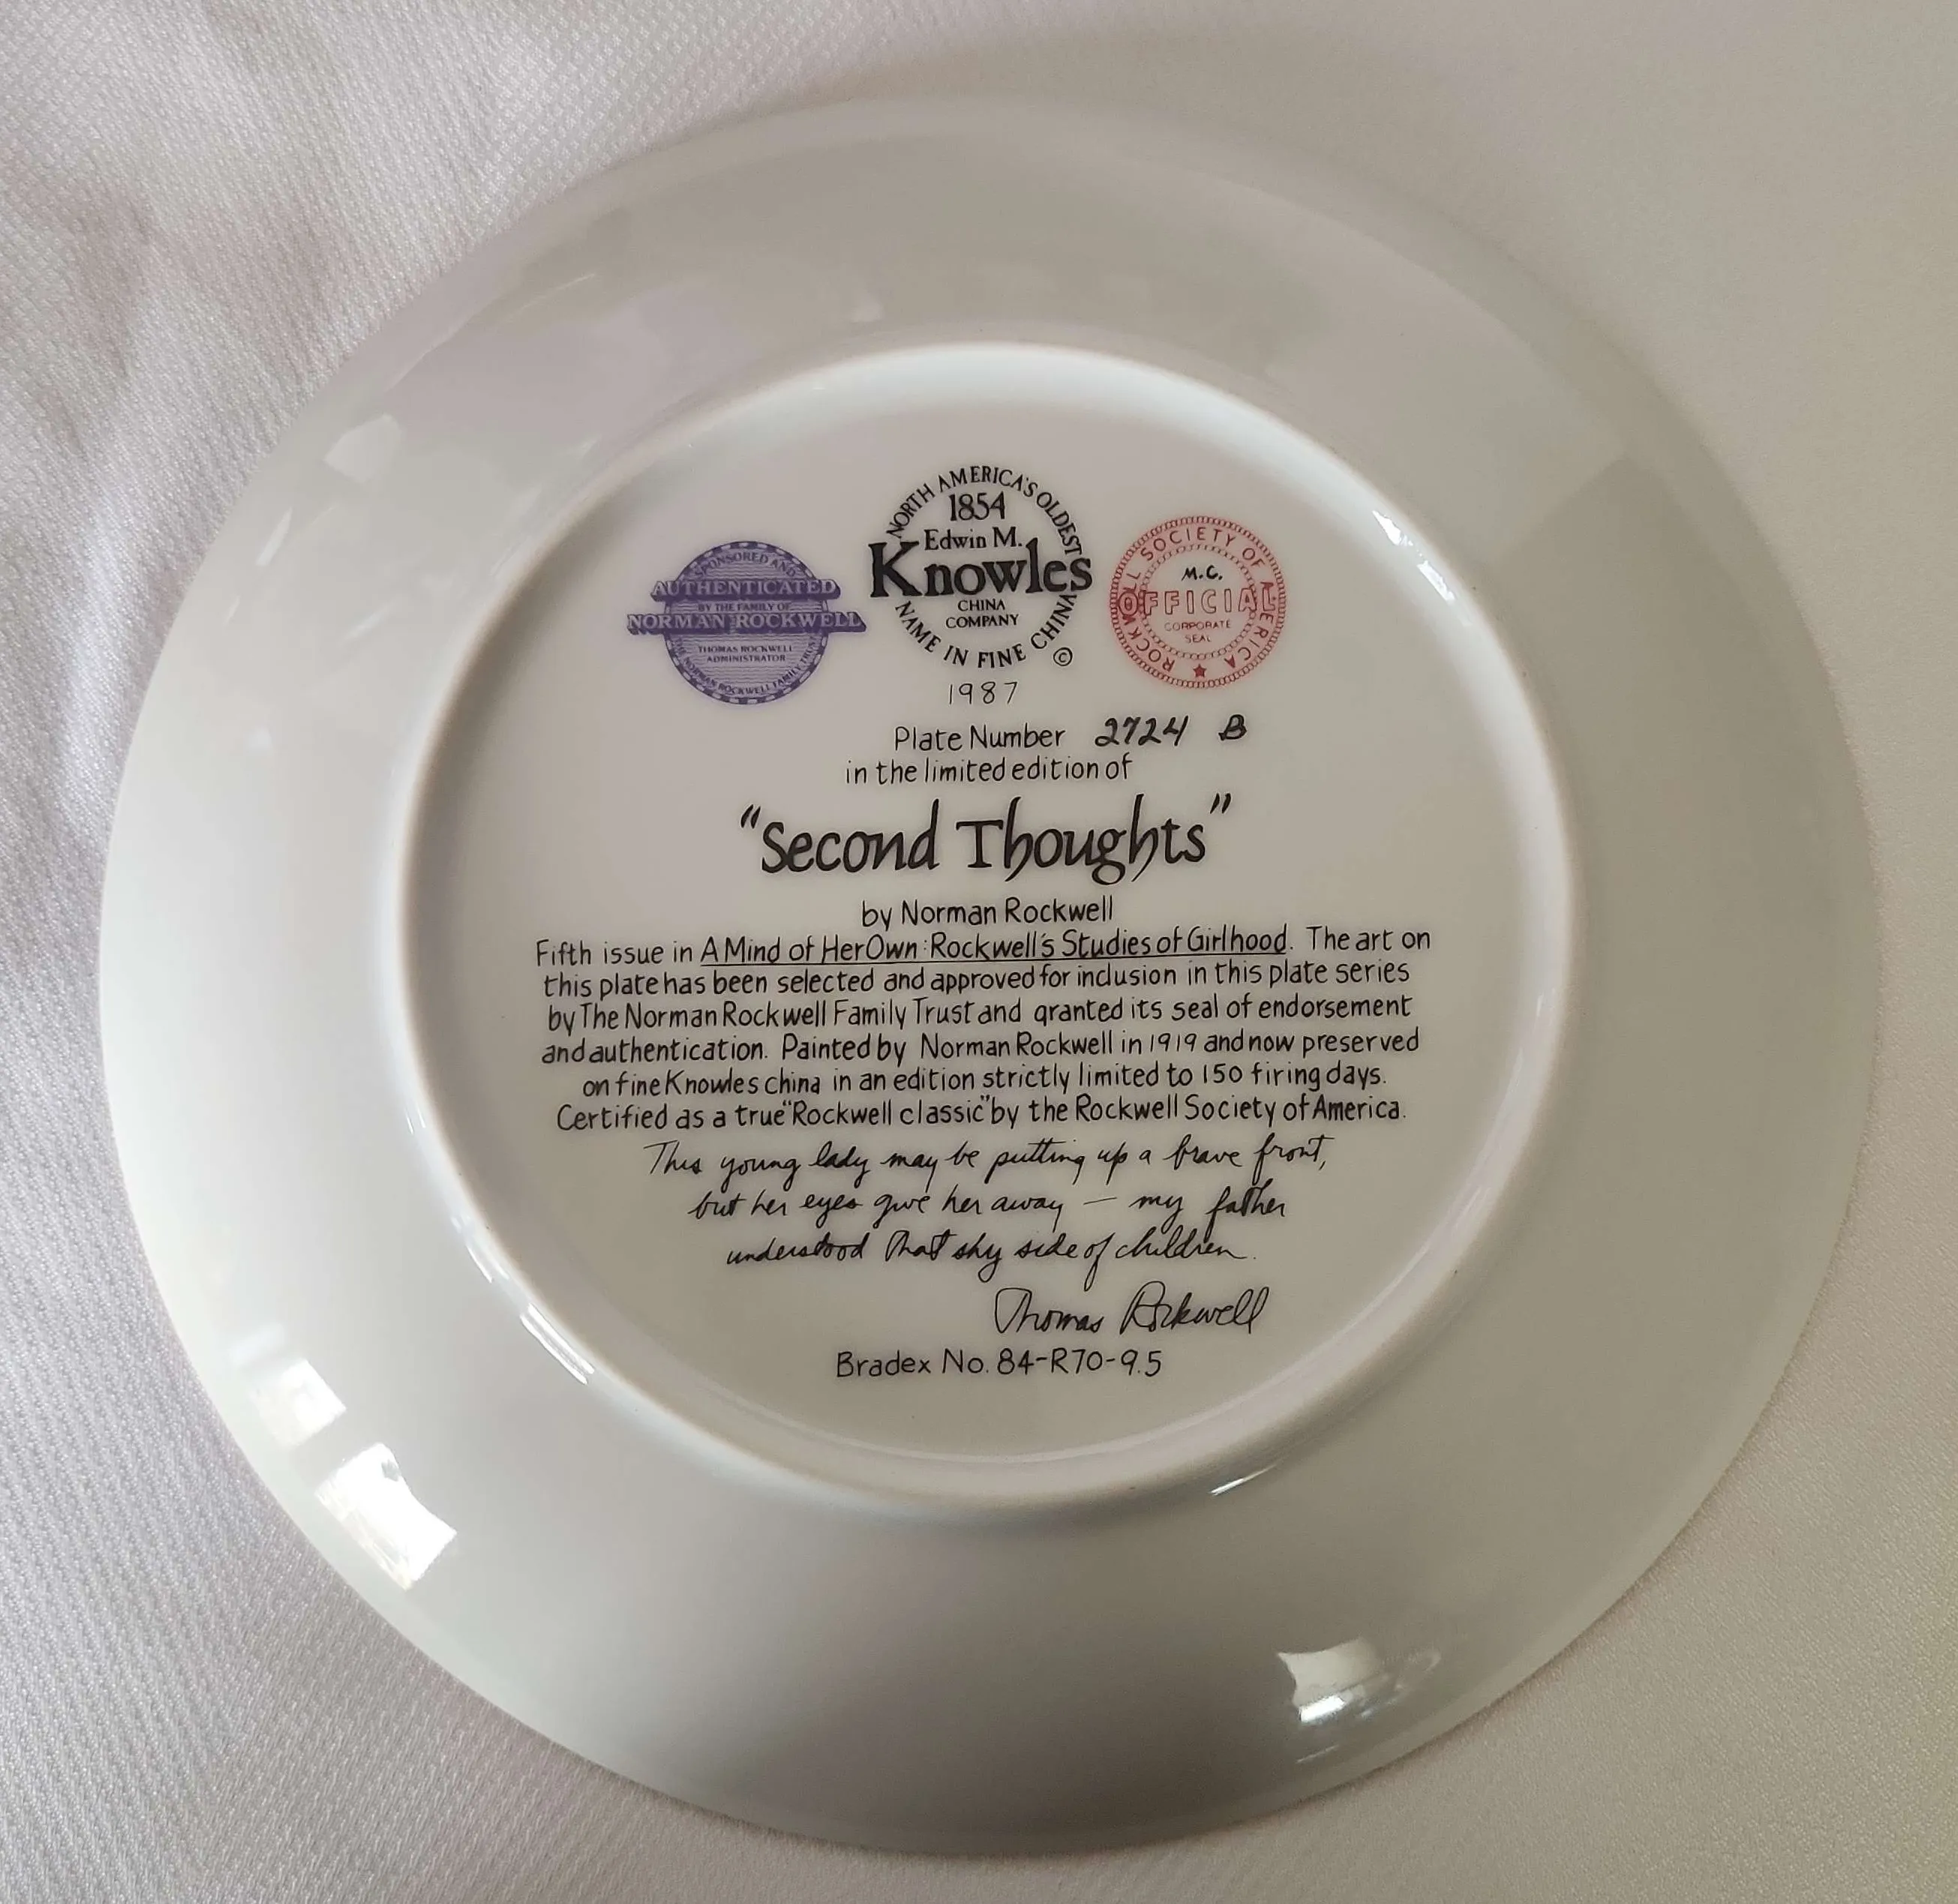 SPONSORED AND
AUTHENTICATED
BY THE FAMILY OF
NORMAN ROCKWELL
THOMAS ROCKWELL
ADMINISTRATOR
THE NORMAN ROCKWELL FAMILY TRUST
NORTH AMERICA'S OLDEST
1854
Edwin M.
Knowles
CHINA
COMPANY
NAME IN FINE CHINA
©
ROCKWELL SOCIETY OF AMERICA
M.C.
OFFICIAL
CORPORATE
SEAL
1987
Plate Number 2724 B
in the limited edition of
"Second Thoughts"
by Norman Rockwell
Fifth issue in A Mind of Her Own: Rockwell's Studies of Girlhood. The art on
this plate has been selected and approved for inclusion in this plate series
by The Norman Rockwell Family Trust and granted its seal of endorsement
and authentication. Painted by Norman Rockwell in 1919 and now preserved
on fine Knowles china in an edition strictly limited to 150 firing days.
Certified as a true "Rockwell classic" by the Rockwell Society of America.
This young lady may be putting up a brave front,
but her eyes give her away — my father
understood that shy side of children.
Thomas Rockwell
Bradex No. 84-R70-9.5